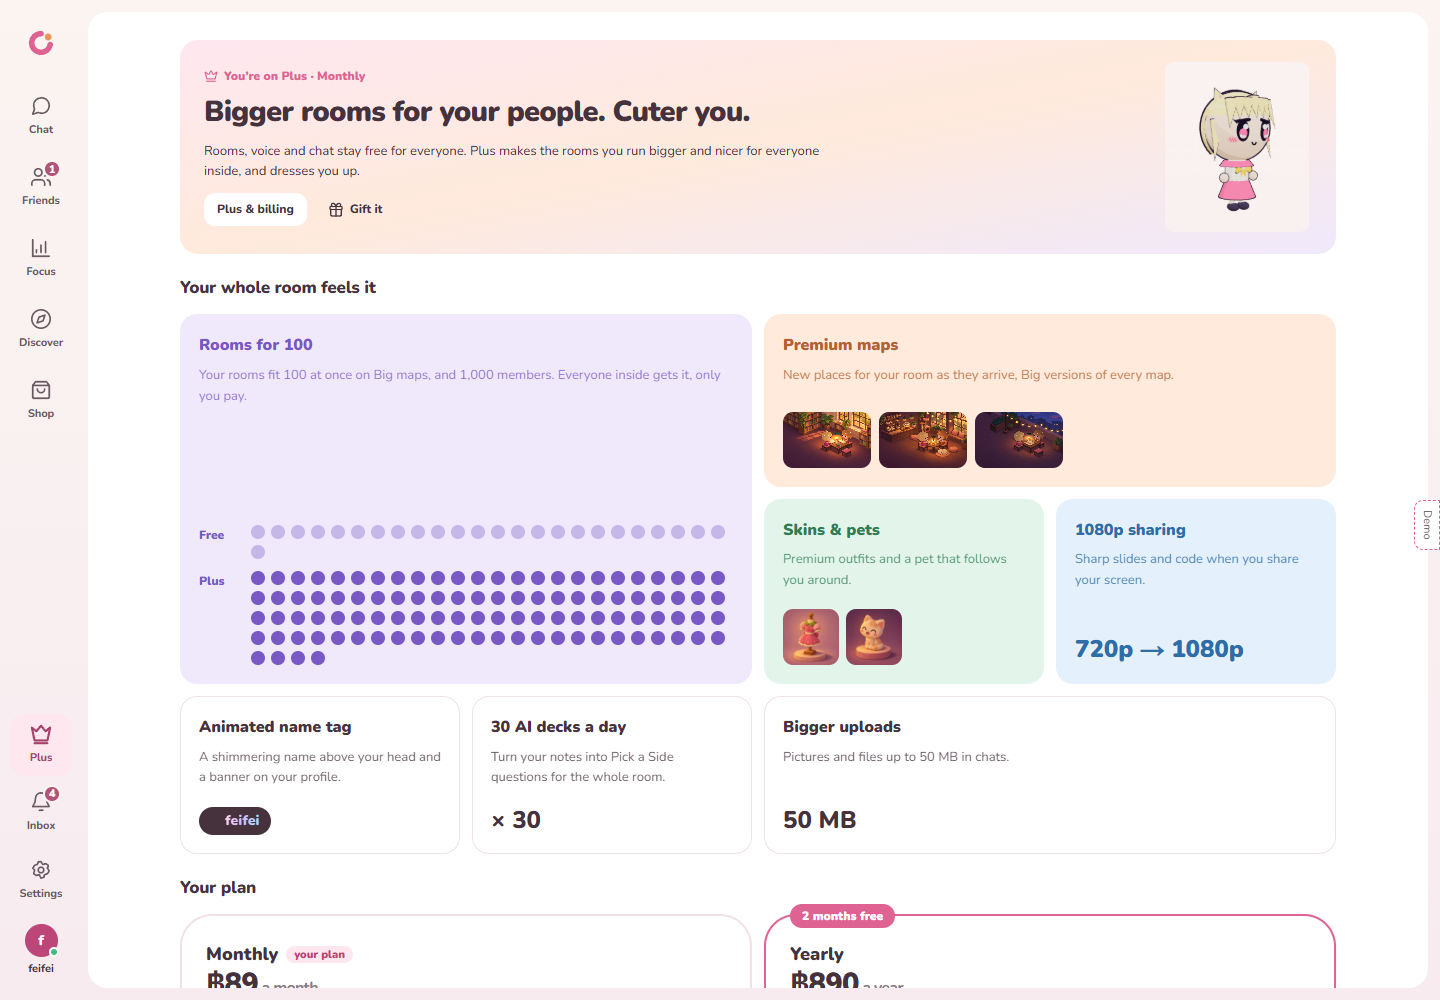 Chat
1
Friends
Focus
Discover
Shop
Plus
4
Inbox
Settings
f
feifei
You're on Plus · Monthly
Bigger rooms for your people. Cuter you.
Rooms, voice and chat stay free for everyone. Plus makes the rooms you run bigger and nicer for everyone
inside, and dresses you up.
Plus & billing
Gift it
Your whole room feels it
Rooms for 100
Your rooms fit 100 at once on Big maps, and 1,000 members. Everyone inside gets it, only
you pay.
Free
Plus
Premium maps
New places for your room as they arrive, Big versions of every map.
Skins & pets
Premium outfits and a pet that follows
you around.
1080p sharing
Sharp slides and code when you share
your screen.
720p → 1080p
Animated name tag
A shimmering name above your head and
a banner on your profile.
feifei
30 AI decks a day
Turn your notes into Pick a Side
questions for the whole room.
× 30
Bigger uploads
Pictures and files up to 50 MB in chats.
50 MB
Your plan
Monthly
your plan
฿89 a month
2 months free
Yearly
฿890 a year
Demo